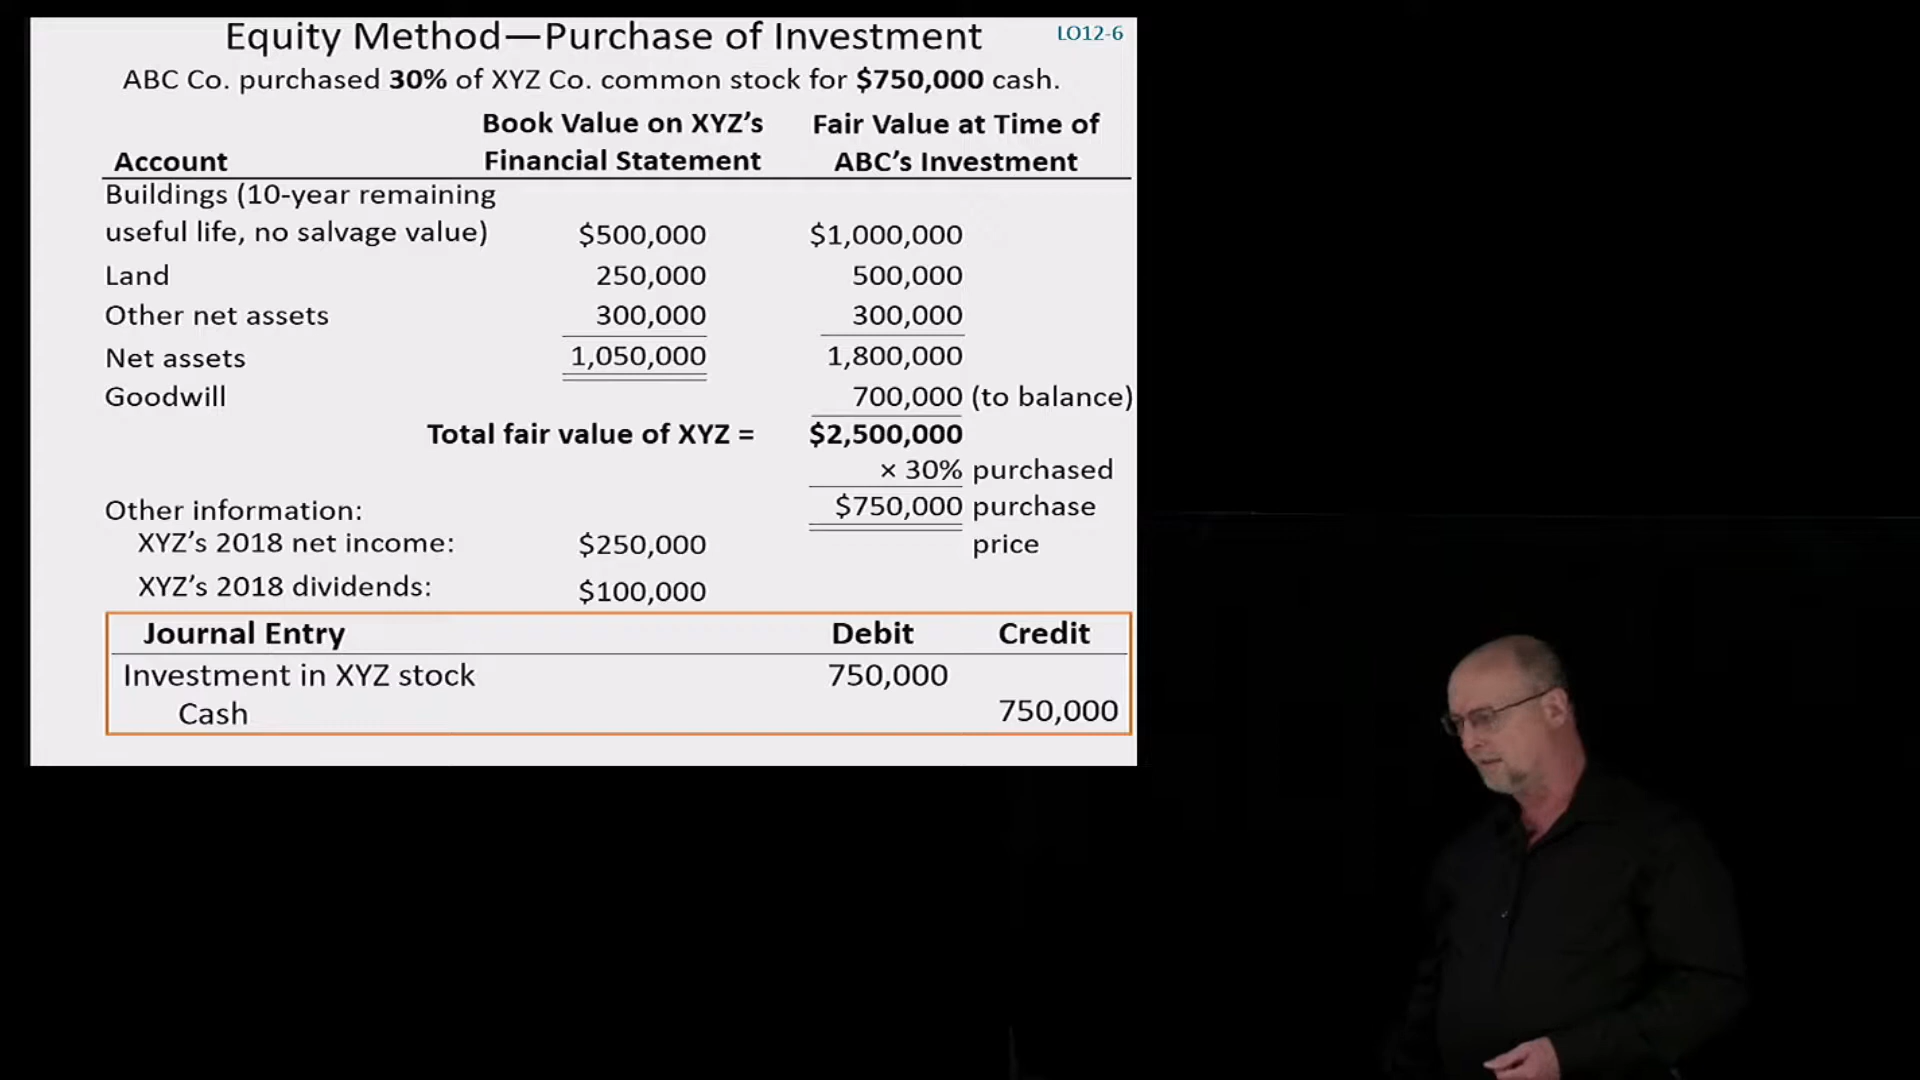 Equity Method—Purchase of Investment LO12-6
ABC Co. purchased 30% of XYZ Co. common stock for $750,000 cash.
Book Value on XYZ’s Fair Value at Time of
Account Financial Statement ABC’s Investment
Buildings (10-year remaining
useful life, no salvage value) $500,000 $1,000,000
Land 250,000 500,000
Other net assets 300,000 300,000
Net assets 1,050,000 1,800,000
Goodwill 700,000 (to balance)
Total fair value of XYZ = $2,500,000
× 30% purchased
Other information: $750,000 purchase
XYZ’s 2018 net income: $250,000 price
XYZ’s 2018 dividends: $100,000
Journal Entry Debit Credit
Investment in XYZ stock 750,000
Cash 750,000